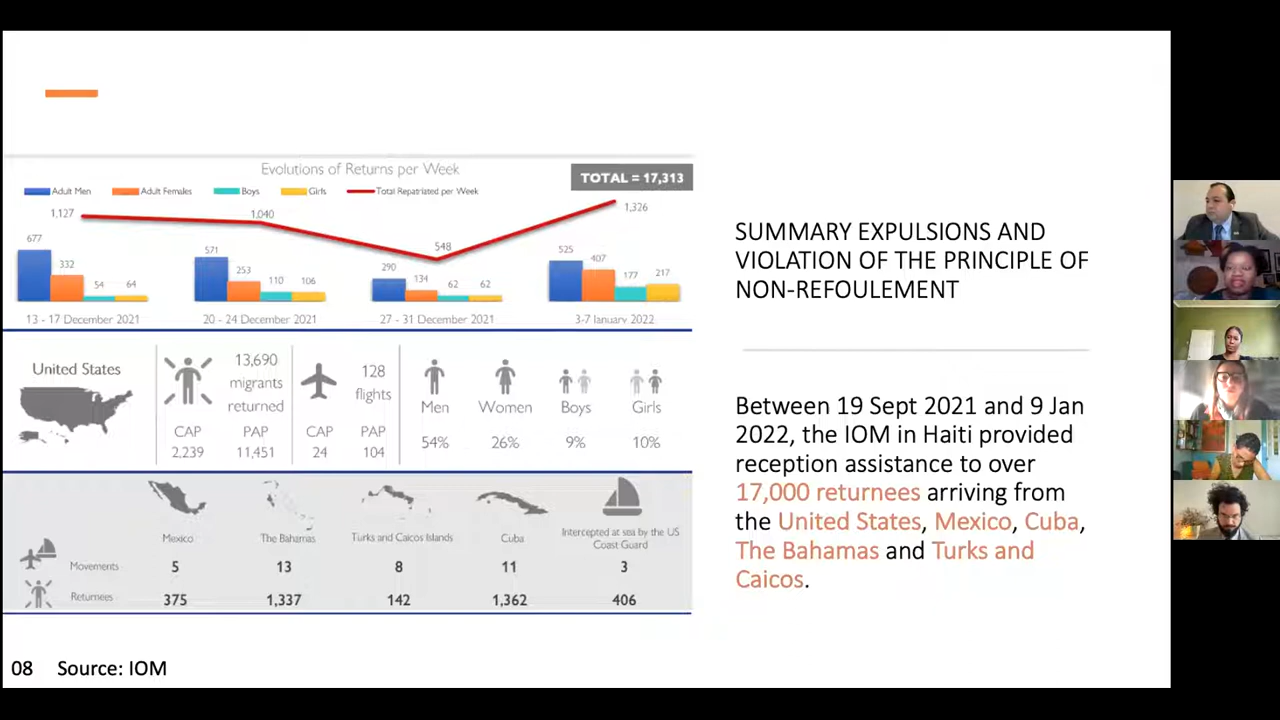 Evolutions of Returns per Week
TOTAL = 17,313
Adult Men Adult Females Boys Girls Total Repatriated per Week
1,127 1,040 548 1,326
677 332 54 64
571 253 110 106
290 134 62 62
525 407 177 217
13 - 17 December 2021 20 - 24 December 2021 27 - 31 December 2021 3-7 January 2022
United States
13,690
migrants
returned
CAP PAP
2,239 11,451
128
flights
CAP PAP
24 104
Men Women Boys Girls
54% 26% 9% 10%
Mexico The Bahamas Turks and Caicos Islands Cuba Intercepted at sea by the US
Coast Guard
Movements 5 13 8 11 3
Returnees 375 1,337 142 1,362 406
SUMMARY EXPULSIONS AND
VIOLATION OF THE PRINCIPLE OF
NON-REFOULEMENT
Between 19 Sept 2021 and 9 Jan
2022, the IOM in Haiti provided
reception assistance to over
17,000 returnees arriving from
the United States, Mexico, Cuba,
The Bahamas and Turks and
Caicos.
08 Source: IOM